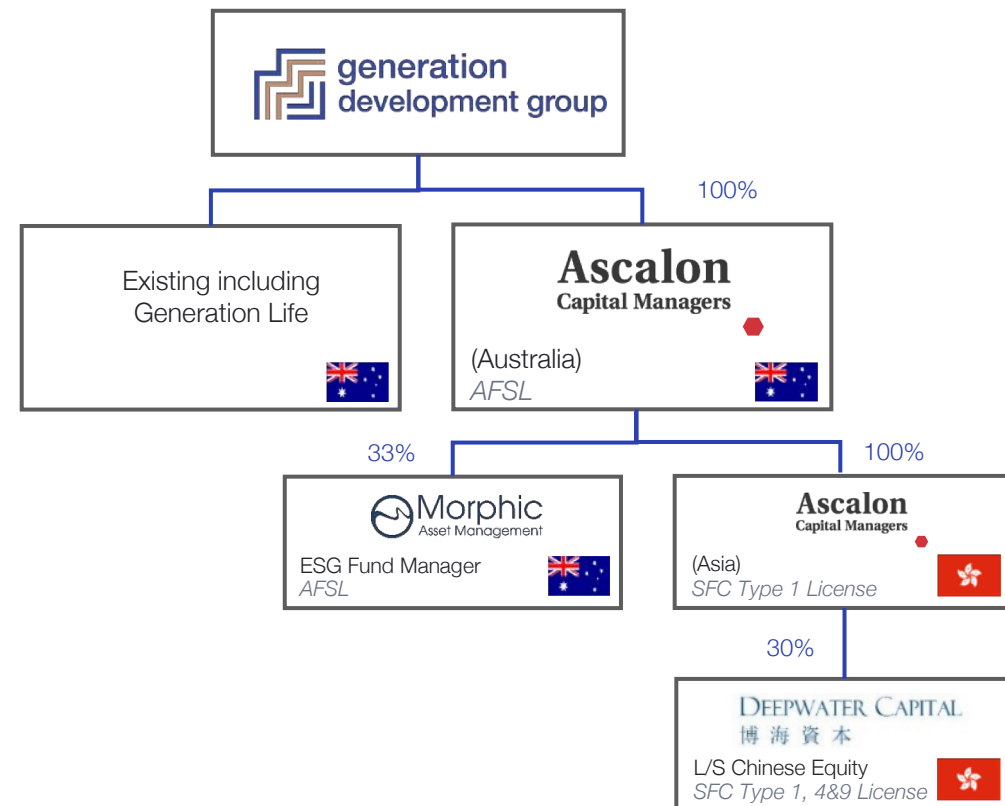 generation
development group
100%
Existing including
Generation Life
Ascalon
Capital Managers
(Australia)
AFSL
33%
100%
Morphic
Asset Management
ESG Fund Manager
AFSL
Ascalon
Capital Managers
(Asia)
SFC Type 1 License
30%
DEEPWATER CAPITAL
博海資本
L/S Chinese Equity
SFC Type 1, 4&9 License